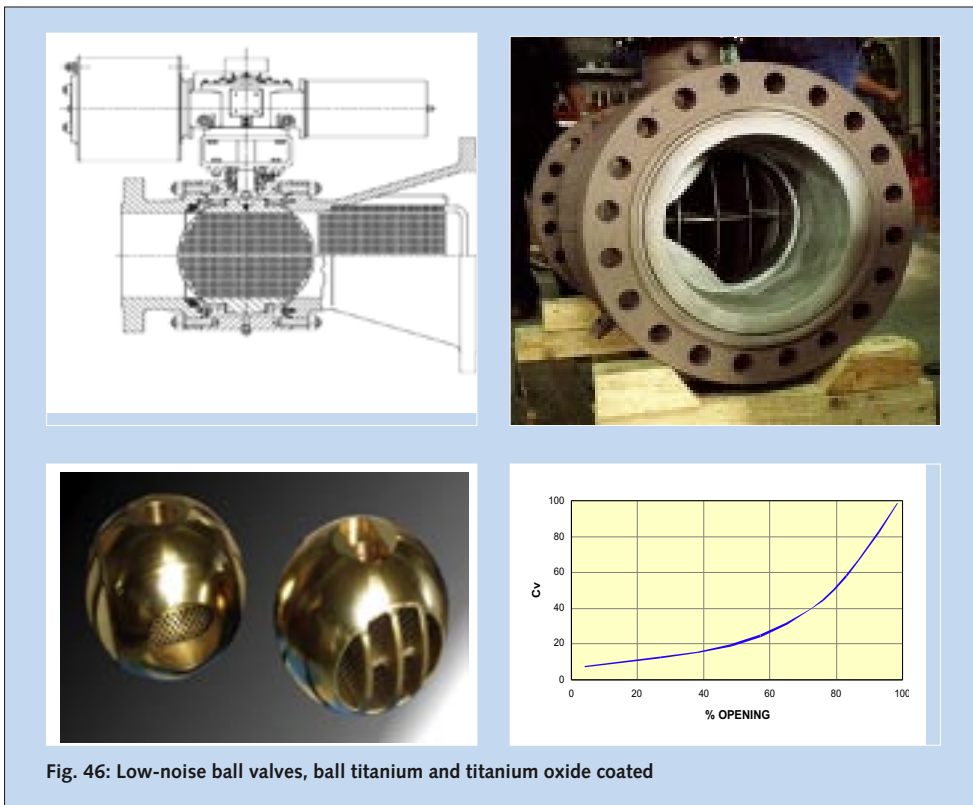 100
80
60
40
20
0
Cv
0 20 40 60 80 100
% OPENING
Fig. 46: Low-noise ball valves, ball titanium and titanium oxide coated